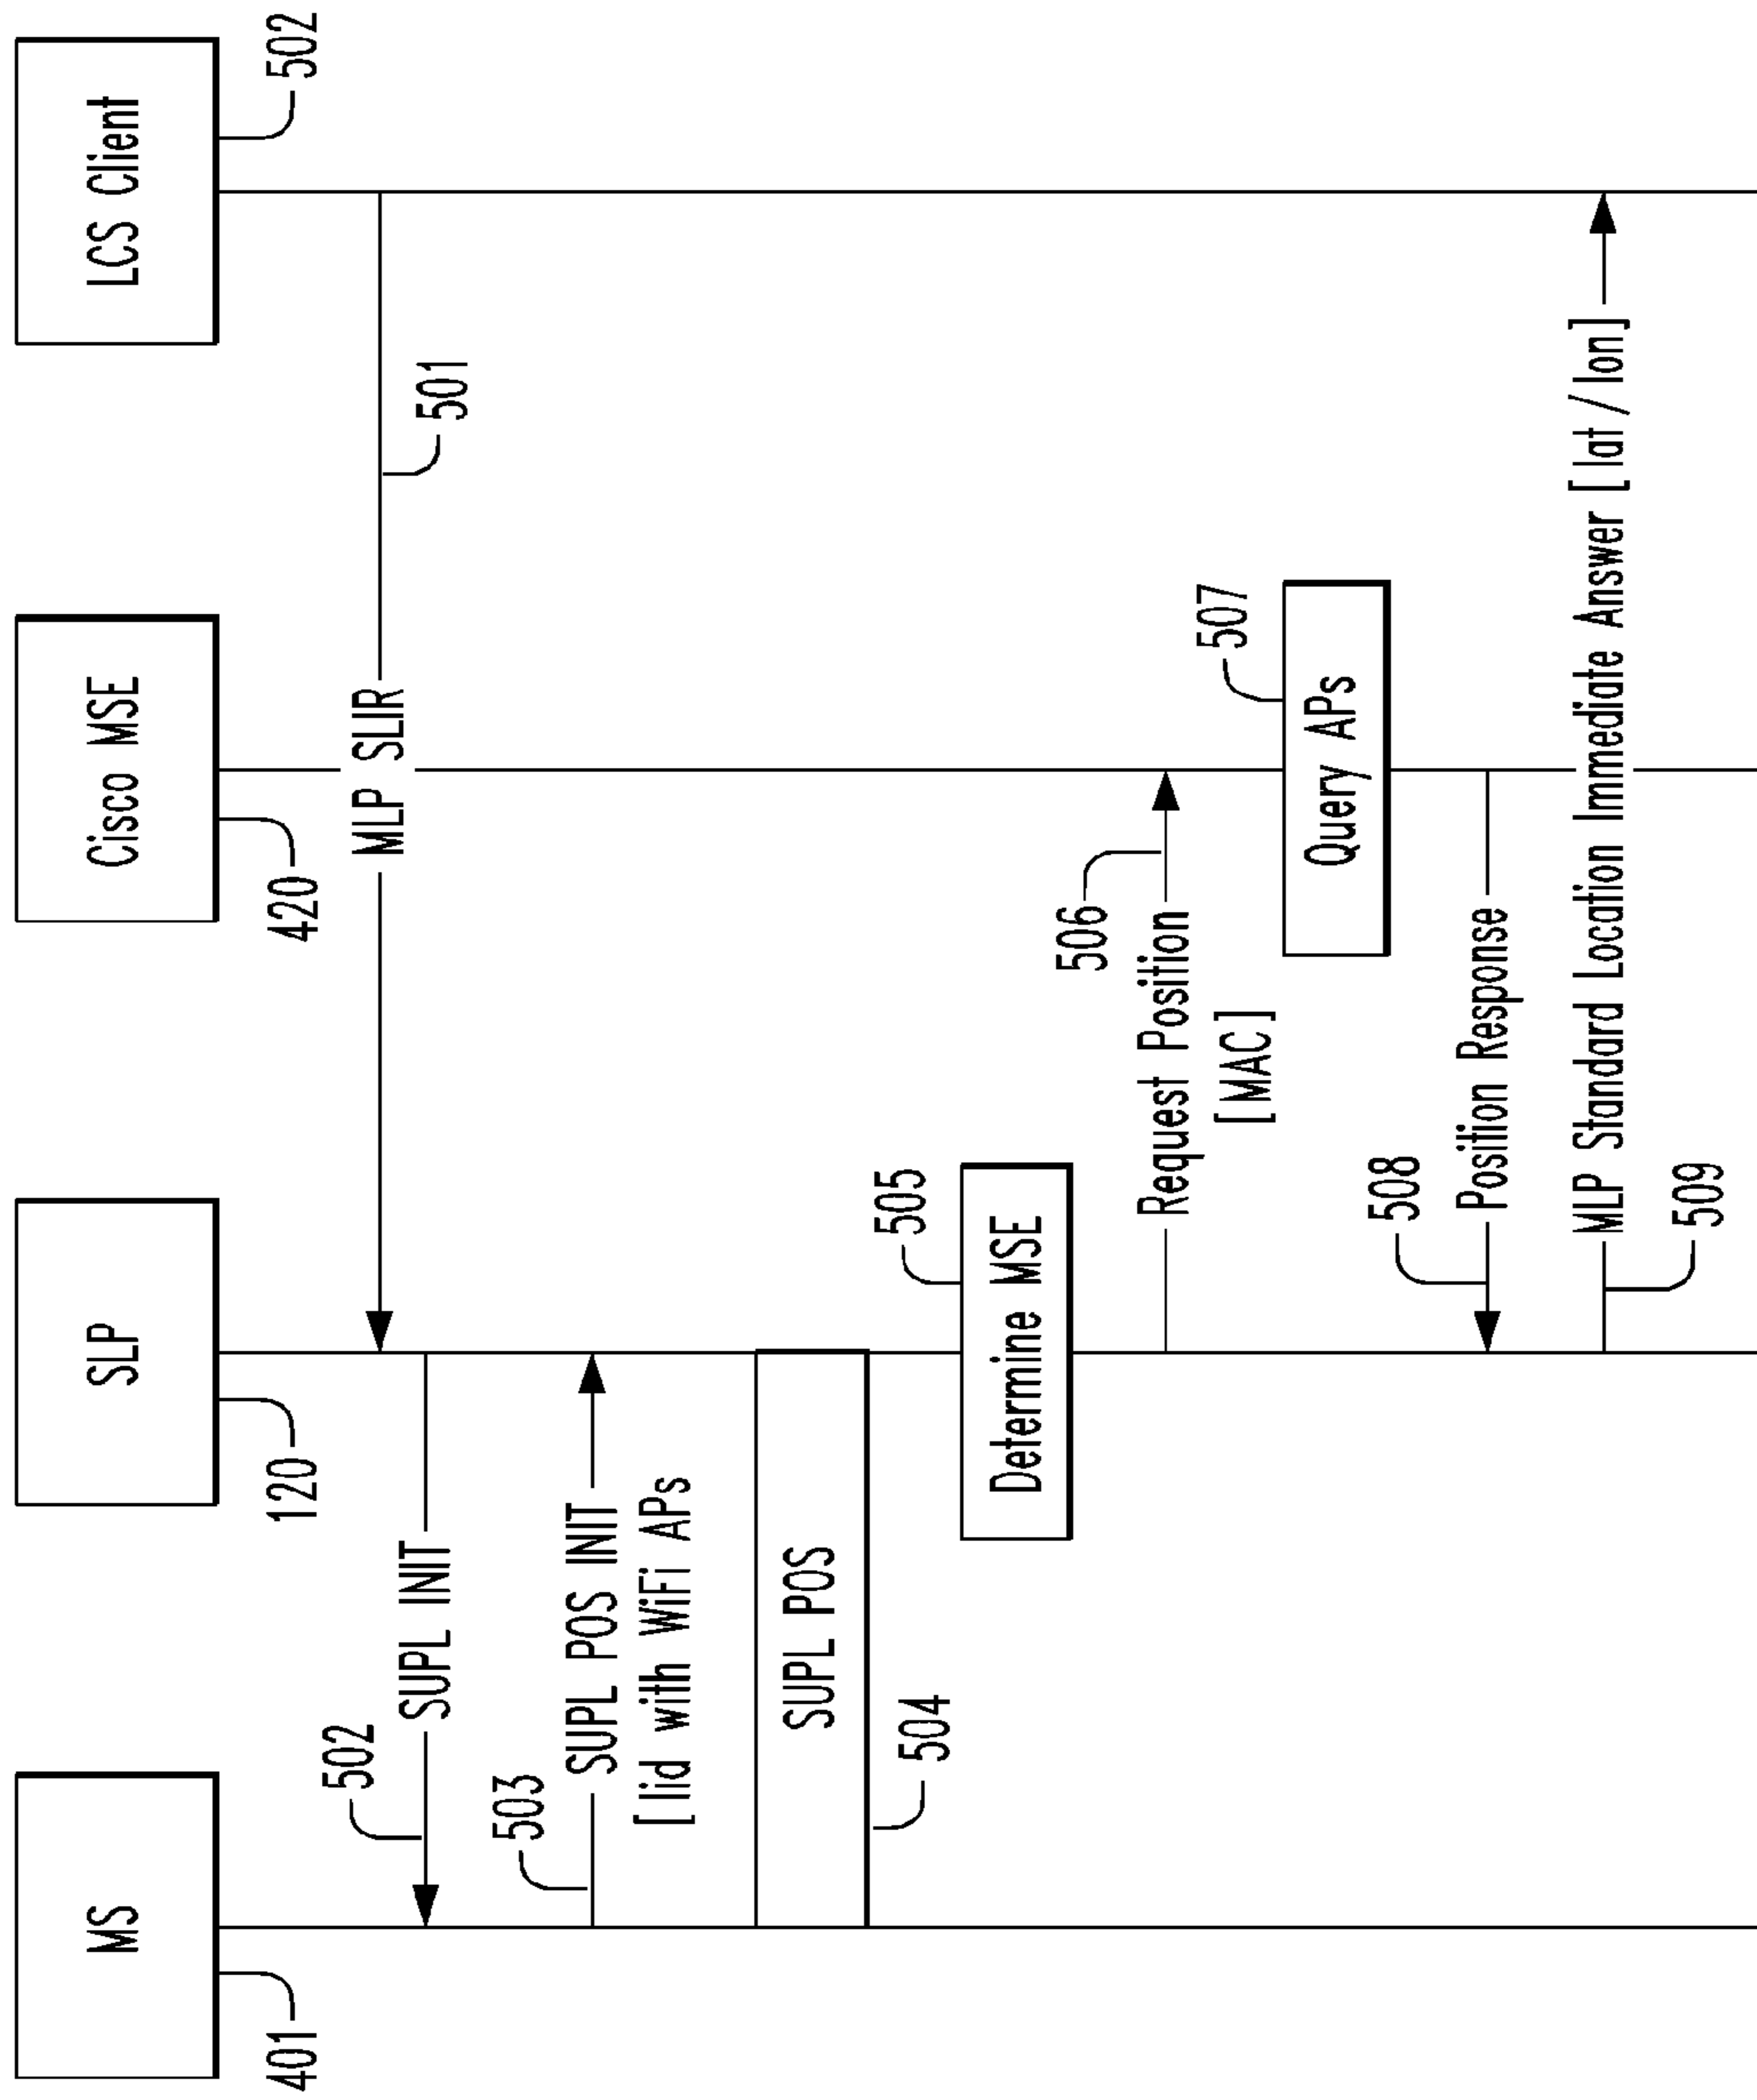 MS
SLP
Cisco MSE
LCS Client
401
120
420
502
MLP SLIR
501
502
SUPL INIT
503
SUPL POS INIT
[lid with WiFi APs
SUPL POS
504
505
Determine MSE
506
Request Position
[MAC]
507
Query APs
508
Position Response
MLP Standard Location Immediate Answer [lat / lon]
509